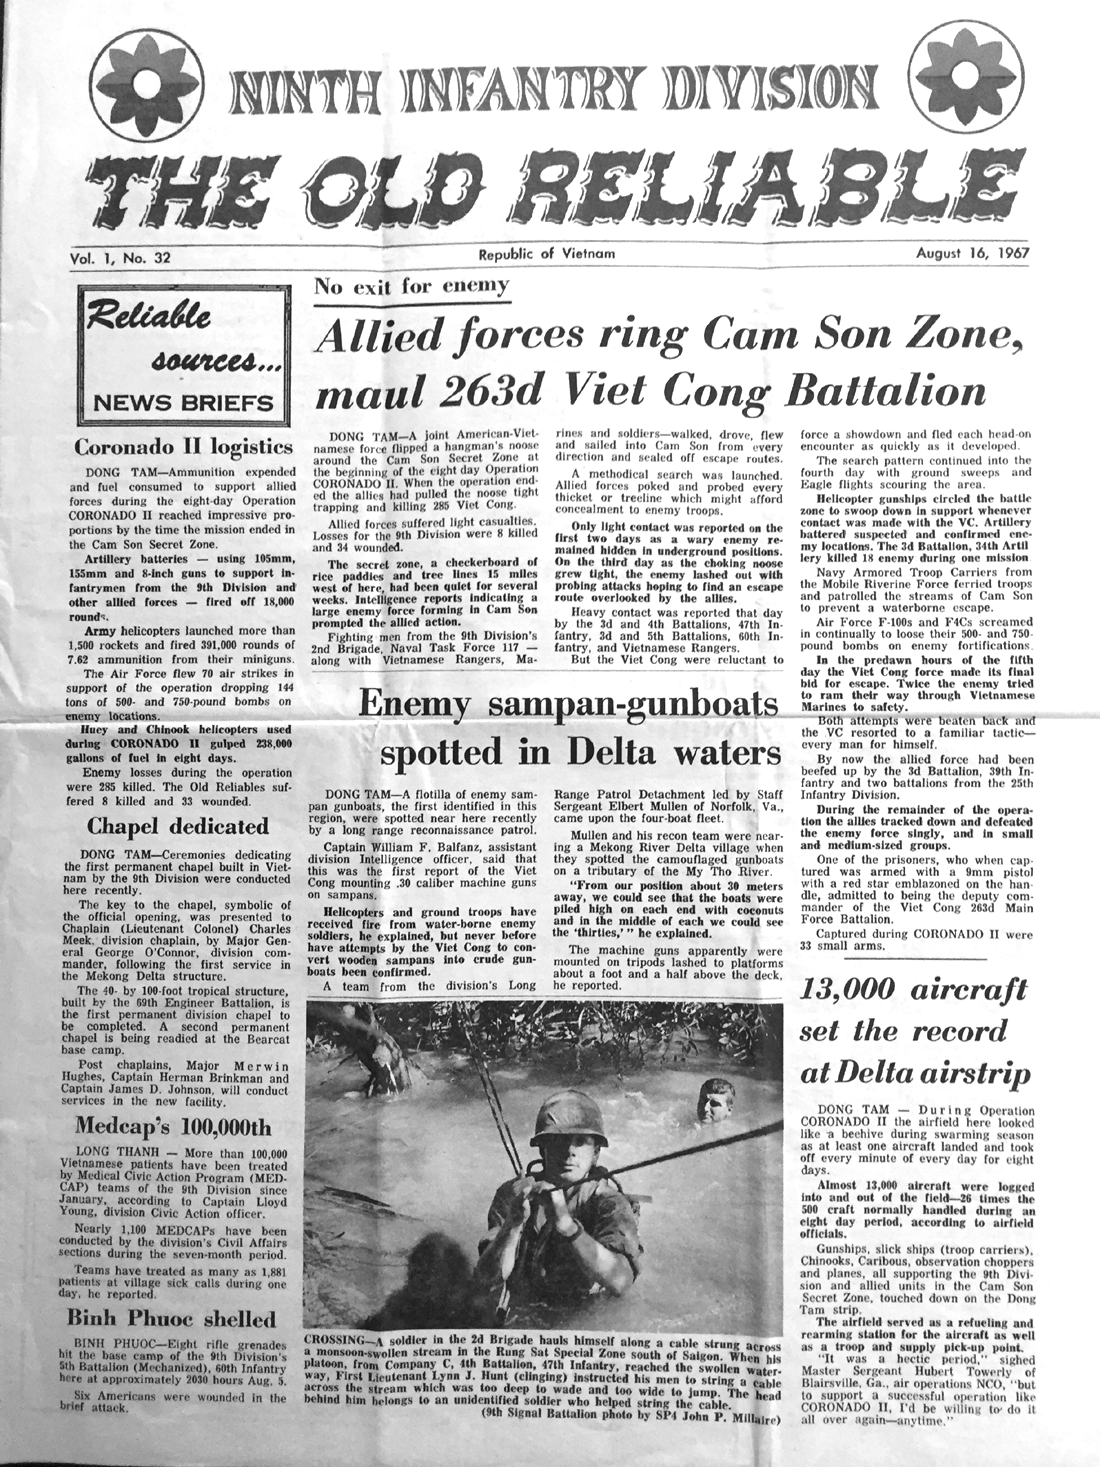 NINTH INFANTRY DIVISION
THE OLD RELIABLE
Vol. 1, No. 32
Republic of Vietnam
August 16, 1967
Reliable
sources...
NEWS BRIEFS
Coronado II logistics
DONG TAM—Ammunition expended
and fuel consumed to support allied
forces during the eight-day Operation
CORONADO II reached impressive pro-
portions by the time the mission ended in
the Cam Son Secret Zone.
Artillery batteries — using 105mm,
155mm and 8-inch guns to support in-
fantrymen from the 9th Division and
other allied forces — fired off 18,000
rounds.
Army helicopters launched more than
1,500 rockets and fired 391,000 rounds of
7.62 ammunition from their miniguns.
The Air Force flew 70 air strikes in
support of the operation dropping 144
tons of 500- and 750-pound bombs on
enemy locations.
Huey and Chinook helicopters used
during CORONADO II gulped 238,000
gallons of fuel in eight days.
Enemy losses during the operation
were 285 killed. The Old Reliables suf-
fered 8 killed and 33 wounded.
Chapel dedicated
DONG TAM—Ceremonies dedicating
the first permanent chapel built in Viet-
nam by the 9th Division were conducted
here recently.
The key to the chapel, symbolic of
the official opening, was presented to
Chaplain (Lieutenant Colonel) Charles
Meek, division chaplain, by Major Gen-
eral George O'Connor, division com-
mander, following the first service in
the Mekong Delta structure.
The 40- by 100-foot tropical structure,
built by the 69th Engineer Battalion, is
the first permanent division chapel to
be completed. A second permanent
chapel is being readied at the Bearcat
base camp.
Post chaplains, Major Merwin
Hughes, Captain Herman Brinkman and
Captain James D. Johnson, will conduct
services in the new facility.
Medcap's 100,000th
LONG THANH — More than 100,000
Vietnamese patients have been treated
by Medical Civic Action Program (MED-
CAP) teams of the 9th Division since
January, according to Captain Lloyd
Young, division Civic Action officer.
Nearly 1,100 MEDCAPs have been
conducted by the division's Civil Affairs
sections during the seven-month period.
Teams have treated as many as 1,881
patients at village sick calls during one
day, he reported.
Binh Phuoc shelled
BINH PHUOC—Eight rifle grenades
hit the base camp of the 9th Division's
5th Battalion (Mechanized), 60th Infantry
here at approximately 2030 hours Aug. 5.
Six Americans were wounded in the
brief attack.
No exit for enemy
Allied forces ring Cam Son Zone,
maul 263d Viet Cong Battalion
DONG TAM—A joint American-Viet-
namese force flipped a hangman's noose
around the Cam Son Secret Zone at
the beginning of the eight day Operation
CORONADO II. When the operation end-
ed the allies had pulled the noose tight
trapping and killing 285 Viet Cong.
Allied forces suffered light casualties.
Losses for the 9th Division were 8 killed
and 34 wounded.
The secret zone, a checkerboard of
rice paddies and tree lines 15 miles
west of here, had been quiet for several
weeks. Intelligence reports indicating a
large enemy force forming in Cam Son
prompted the allied action.
Fighting men from the 9th Division's
2nd Brigade, Naval Task Force 117 —
along with Vietnamese Rangers, Ma-
rines and soldiers—walked, drove, flew
and sailed into Cam Son from every
direction and sealed off escape routes.
A methodical search was launched.
Allied forces poked and probed every
thicket or treeline which might afford
concealment to enemy troops.
Only light contact was reported on the
first two days as a wary enemy re-
mained hidden in underground positions.
On the third day as the choking noose
grew tight, the enemy lashed out with
probing attacks hoping to find an escape
route overlooked by the allies.
Heavy contact was reported that day
by the 3d and 4th Battalions, 47th In-
fantry, 3d and 5th Battalions, 60th In-
fantry, and Vietnamese Rangers.
But the Viet Cong were reluctant to
force a showdown and fled each head-on
encounter as quickly as it developed.
The search pattern continued into the
fourth day with ground sweeps and
Eagle flights scouring the area.
Helicopter gunships circled the battle
zone to swoop down in support whenever
contact was made with the VC. Artillery
battered suspected and confirmed ene-
my locations. The 3d Battalion, 34th Artil
lery killed 18 enemy during one mission
Navy Armored Troop Carriers from
the Mobile Riverine Force ferried troops
and patrolled the streams of Cam Son
to prevent a waterborne escape.
Air Force F-100s and F4Cs screamed
in continually to loose their 500- and 750-
pound bombs on enemy fortifications.
In the predawn hours of the fifth
day the Viet Cong force made its final
bid for escape. Twice the enemy tried
to ram their way through Vietnamese
Marines to safety.
Both attempts were beaten back and
the VC resorted to a familiar tactic—
every man for himself.
By now the allied force had been
beefed up by the 3d Battalion, 39th In-
fantry and two battalions from the 25th
Infantry Division.
During the remainder of the opera-
tion the allies tracked down and defeated
the enemy force singly, and in small
and medium-sized groups.
One of the prisoners, who when cap-
tured was armed with a 9mm pistol
with a red star emblazoned on the han-
dle, admitted to being the deputy com-
mander of the Viet Cong 263d Main
Force Battalion.
Captured during CORONADO II were
33 small arms.
Enemy sampan-gunboats
spotted in Delta waters
DONG TAM—A flotilla of enemy sam-
pan gunboats, the first identified in this
region, were spotted near here recently
by a long range reconnaissance patrol.
Captain William F. Balfanz, assistant
division Intelligence officer, said that
this was the first report of the Viet
Cong mounting .30 caliber machine guns
on sampans.
Helicopters and ground troops have
received fire from water-borne enemy
soldiers, he explained, but never before
have attempts by the Viet Cong to con-
vert wooden sampans into crude gun-
boats been confirmed.
A team from the division's Long
Range Patrol Detachment led by Staff
Sergeant Elbert Mullen of Norfolk, Va.,
came upon the four-boat fleet.
Mullen and his recon team were near-
ing a Mekong River Delta village when
they spotted the camouflaged gunboats
on a tributary of the My Tho River.
"From our position about 30 meters
away, we could see that the boats were
piled high on each end with coconuts
and in the middle of each we could see
the 'thirties,' " he explained.
The machine guns apparently were
mounted on tripods lashed to platforms
about a foot and a half above the deck,
he reported.
CROSSING—A soldier in the 2d Brigade hauls himself along a cable strung across
a monsoon-swollen stream in the Rung Sat Special Zone south of Saigon. When his
platoon, from Company C, 4th Battalion, 47th Infantry, reached the swollen water-
way, First Lieutenant Lynn J. Hunt (clinging) instructed his men to string a cable
across the stream which was too deep to wade and too wide to jump. The head
behind him belongs to an unidentified soldier who helped string the cable.
(9th Signal Battalion photo by SP4 John P. Millaire)
13,000 aircraft
set the record
at Delta airstrip
DONG TAM — During Operation
CORONADO II the airfield here looked
like a beehive during swarming season
as at least one aircraft landed and took
off every minute of every day for eight
days.
Almost 13,000 aircraft were logged
into and out of the field—26 times the
500 craft normally handled during an
eight day period, according to airfield
officials.
Gunships, slick ships (troop carriers),
Chinooks, Caribous, observation choppers
and planes, all supporting the 9th Divi-
sion and allied units in the Cam Son
Secret Zone, touched down on the Dong
Tam strip.
The airfield served as a refueling and
rearming station for the aircraft as well
as a troop and supply pick-up point.
"It was a hectic period," sighed
Master Sergeant Hubert Towerly of
Blairsville, Ga., air operations NCO, "but
to support a successful operation like
CORONADO II, I'd be willing to do it
all over again—anytime."